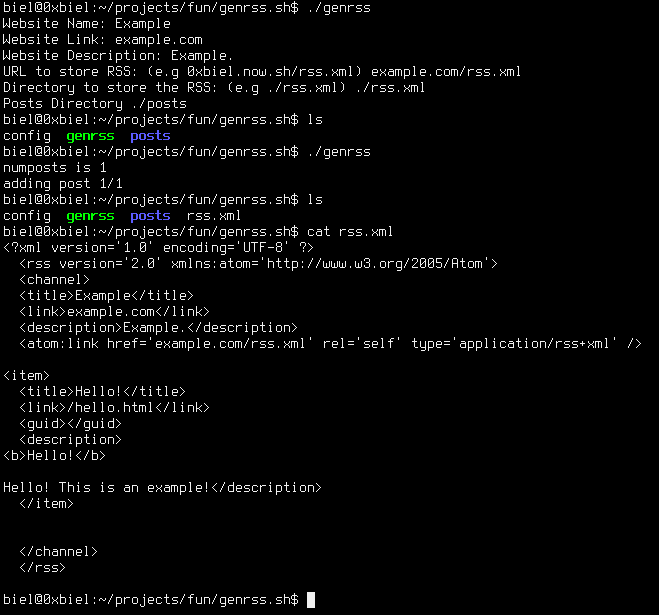 biel@0xbiel:~/projects/fun/genrss.sh$ ./genrss
Website Name: Example
Website Link: example.com
Website Description: Example.
URL to store RSS: (e.g 0xbiel.now.sh/rss.xml) example.com/rss.xml
Directory to store the RSS: (e.g ./rss.xml) ./rss.xml
Posts Directory ./posts
biel@0xbiel:~/projects/fun/genrss.sh$ ls
config  genrss  posts
biel@0xbiel:~/projects/fun/genrss.sh$ ./genrss
numposts is 1
adding post 1/1
biel@0xbiel:~/projects/fun/genrss.sh$ ls
config  genrss  posts  rss.xml
biel@0xbiel:~/projects/fun/genrss.sh$ cat rss.xml
<?xml version='1.0' encoding='UTF-8' ?>
  <rss version='2.0' xmlns:atom='http://www.w3.org/2005/Atom'>
  <channel>
  <title>Example</title>
  <link>example.com</link>
  <description>Example.</description>
  <atom:link href='example.com/rss.xml' rel='self' type='application/rss+xml' />

<item>
  <title>Hello!</title>
  <link>/hello.html</link>
  <guid></guid>
  <description>
<b>Hello!</b>

Hello! This is an example!</description>
  </item>


  </channel>
  </rss>

biel@0xbiel:~/projects/fun/genrss.sh$